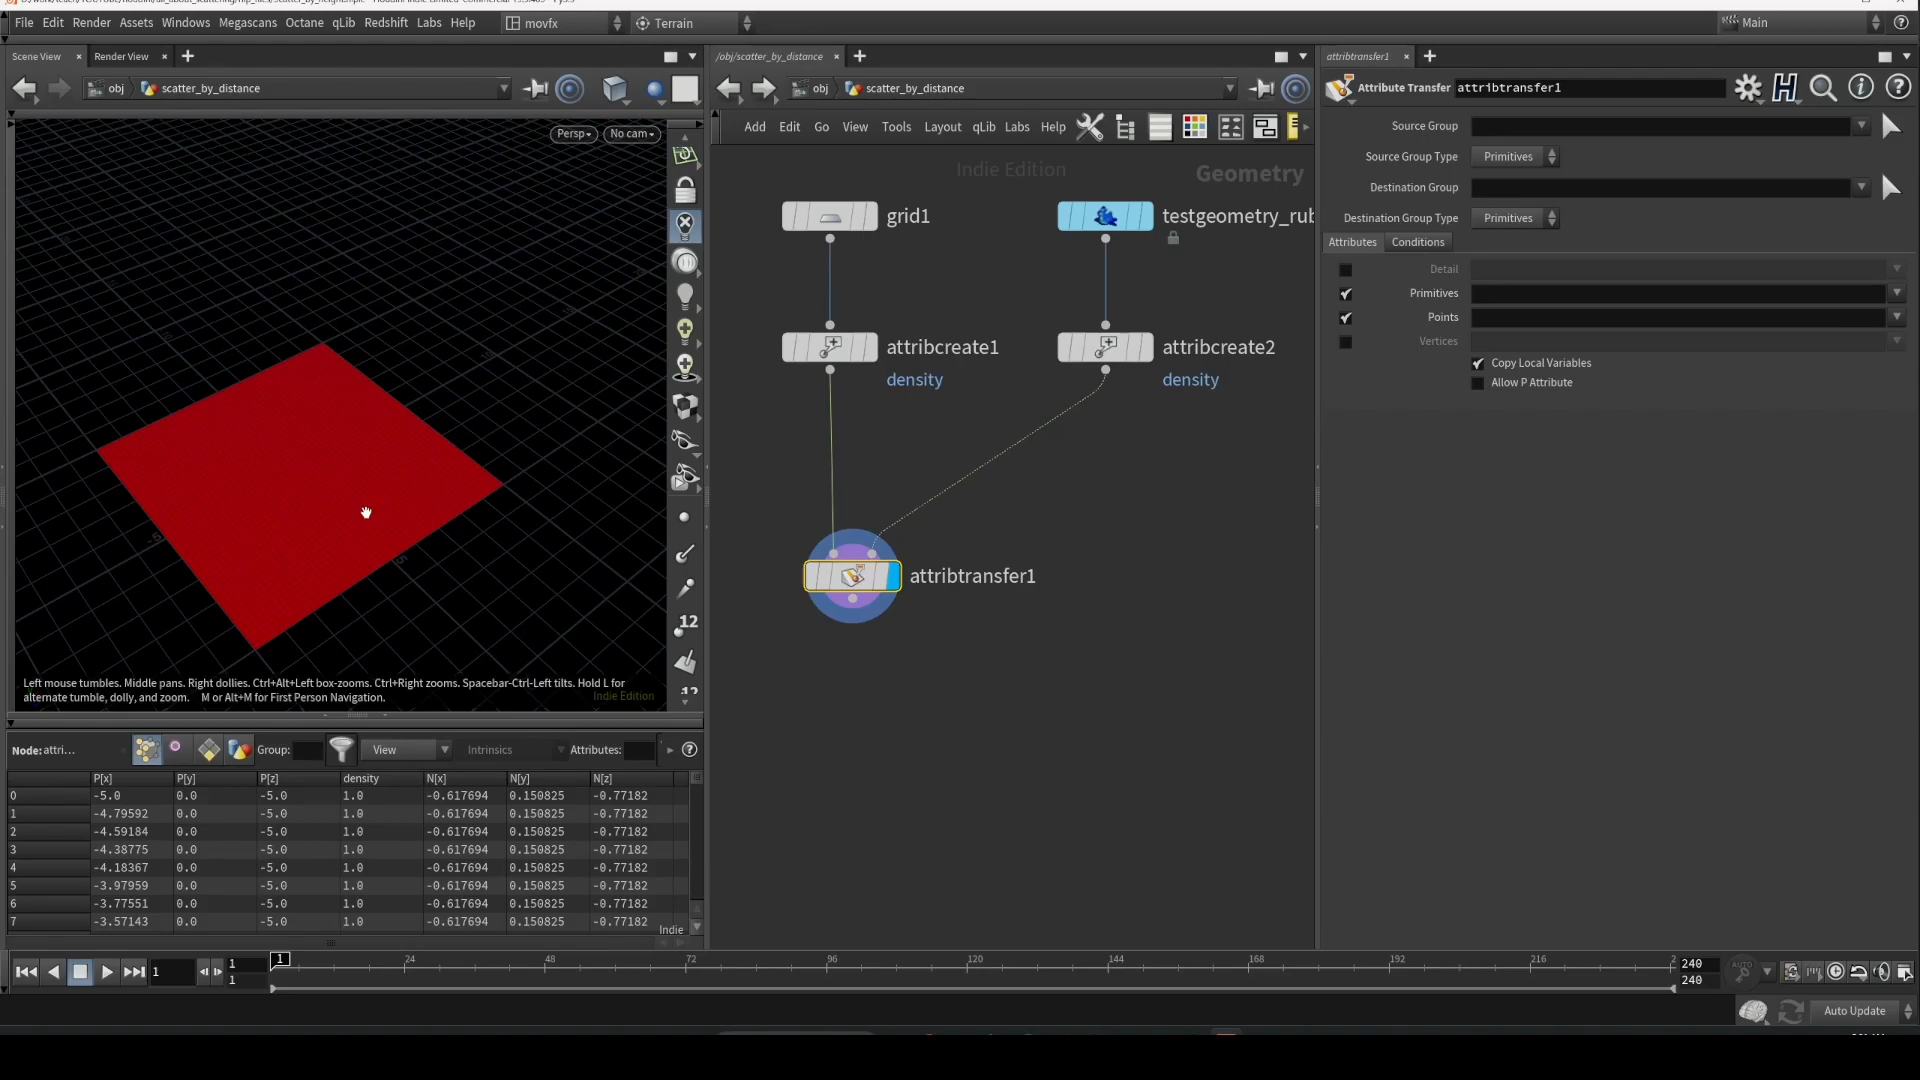 File Edit Render Assets Windows Megascans Octane qLib Redshift Labs Help movfx Terrain Main
Scene View Render View
obj scatter_by_distance
Persp No cam
12
Left mouse tumbles. Middle pans. Right dollies. Ctrl+Alt+Left box-zooms. Ctrl+Right zooms. Spacebar-Ctrl-Left tilts. Hold L for
alternate tumble, dolly, and zoom. M or Alt+M for First Person Navigation.
Indie Edition
/obj/scatter_by_distance
obj scatter_by_distance
Add Edit Go View Tools Layout qLib Labs Help
Indie Edition Geometry
grid1 testgeometry_rub
attribcreate1 attribcreate2
density density
attribtransfer1
attribtransfer1
Attribute Transfer attribtransfer1
Source Group
Source Group Type Primitives
Destination Group
Destination Group Type Primitives
Attributes Conditions
Detail
Primitives
Points
Vertices
Copy Local Variables
Allow P Attribute
Node: attri... Group: View Intrinsics Attributes:
P[x] P[y] P[z] density N[x] N[y] N[z]
0 -5.0 0.0 -5.0 1.0 -0.617694 0.150825 -0.77182
1 -4.79592 0.0 -5.0 1.0 -0.617694 0.150825 -0.77182
2 -4.59184 0.0 -5.0 1.0 -0.617694 0.150825 -0.77182
3 -4.38775 0.0 -5.0 1.0 -0.617694 0.150825 -0.77182
4 -4.18367 0.0 -5.0 1.0 -0.617694 0.150825 -0.77182
5 -3.97959 0.0 -5.0 1.0 -0.617694 0.150825 -0.77182
6 -3.77551 0.0 -5.0 1.0 -0.617694 0.150825 -0.77182
7 -3.57143 0.0 -5.0 1.0 -0.617694 0.150825 -0.77182
Indie
1 1 1 24 48 72 96 120 144 168 192 216 2 240
1 240
AUTO
Auto Update